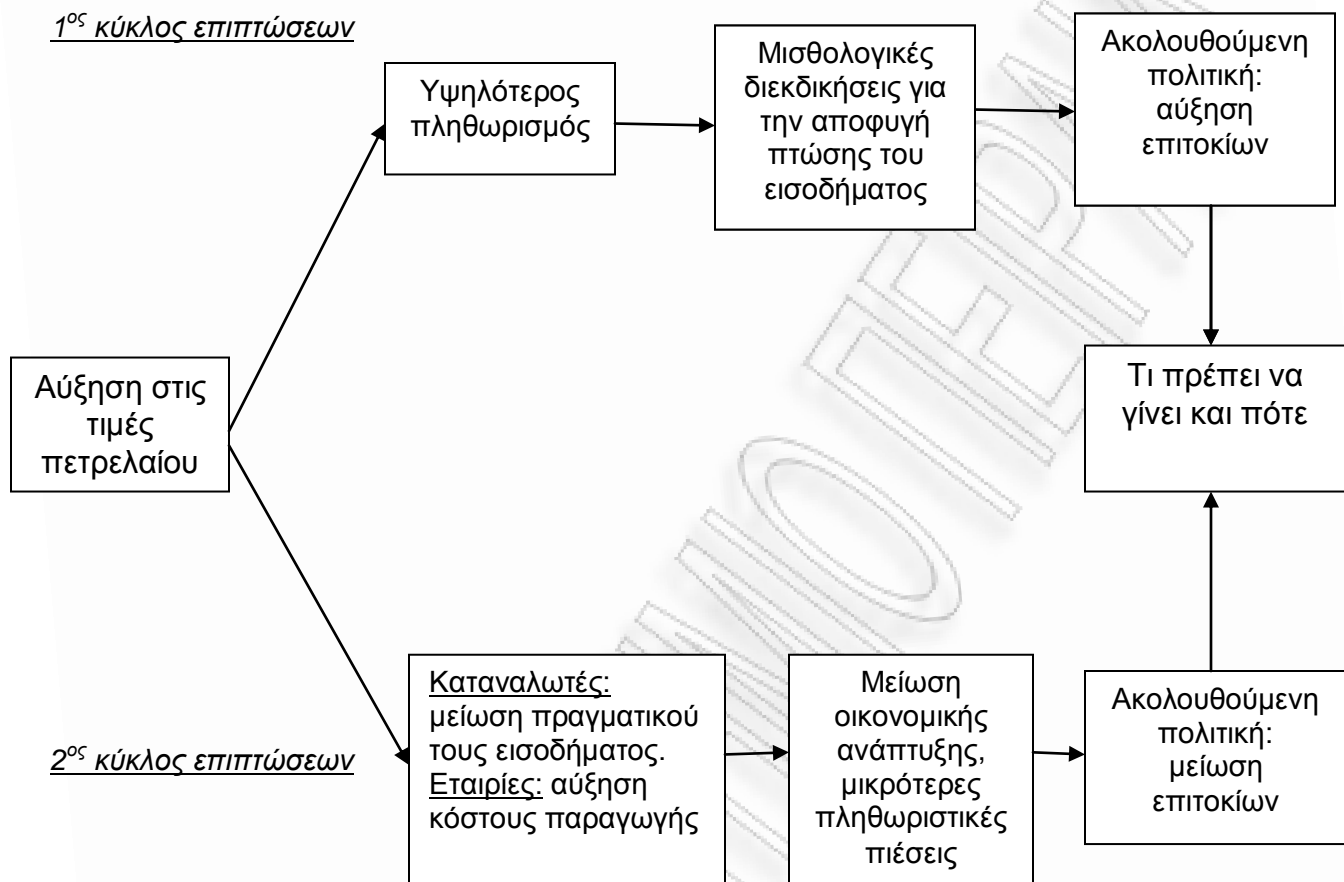 1ος κύκλος επιπτώσεων
Υψηλότερος
πληθωρισμός
Μισθολογικές
διεκδικήσεις για
την αποφυγή
πτώσης του
εισοδήματος
Ακολουθούμενη
πολιτική:
αύξηση
επιτοκίων
Αύξηση στις
τιμές
πετρελαίου
Τι πρέπει να
γίνει και πότε
2ος κύκλος επιπτώσεων
Καταναλωτές:
μείωση πραγματικού
τους εισοδήματος.
Εταιρίες: αύξηση
κόστους παραγωγής
Μείωση
οικονομικής
ανάπτυξης,
μικρότερες
πληθωριστικές
πιέσεις
Ακολουθούμενη
πολιτική:
μείωση
επιτοκίων